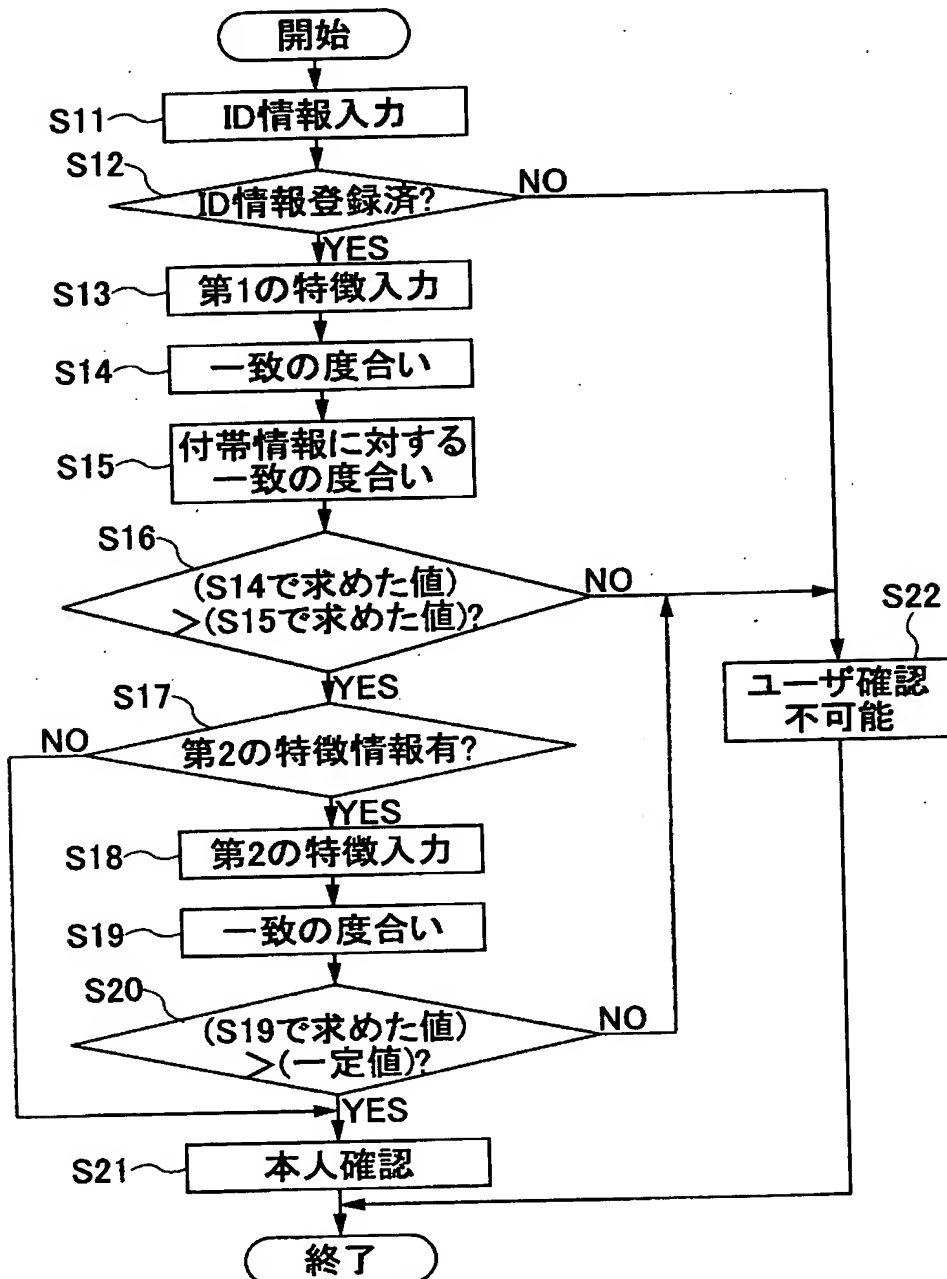 開始
S11
ID情報入力
S12
ID情報登録済?
NO
YES
S13
第1の特徴入力
S14
一致の度合い
S15
付帯情報に対する
一致の度合い
S16
(S14で求めた値)
>(S15で求めた値)?
NO
S22
ユーザ確認
不可能
YES
S17
NO
第2の特徴情報有?
YES
S18
第2の特徴入力
S19
一致の度合い
S20
(S19で求めた値)
>(一定値)?
NO
YES
S21
本人確認
終了